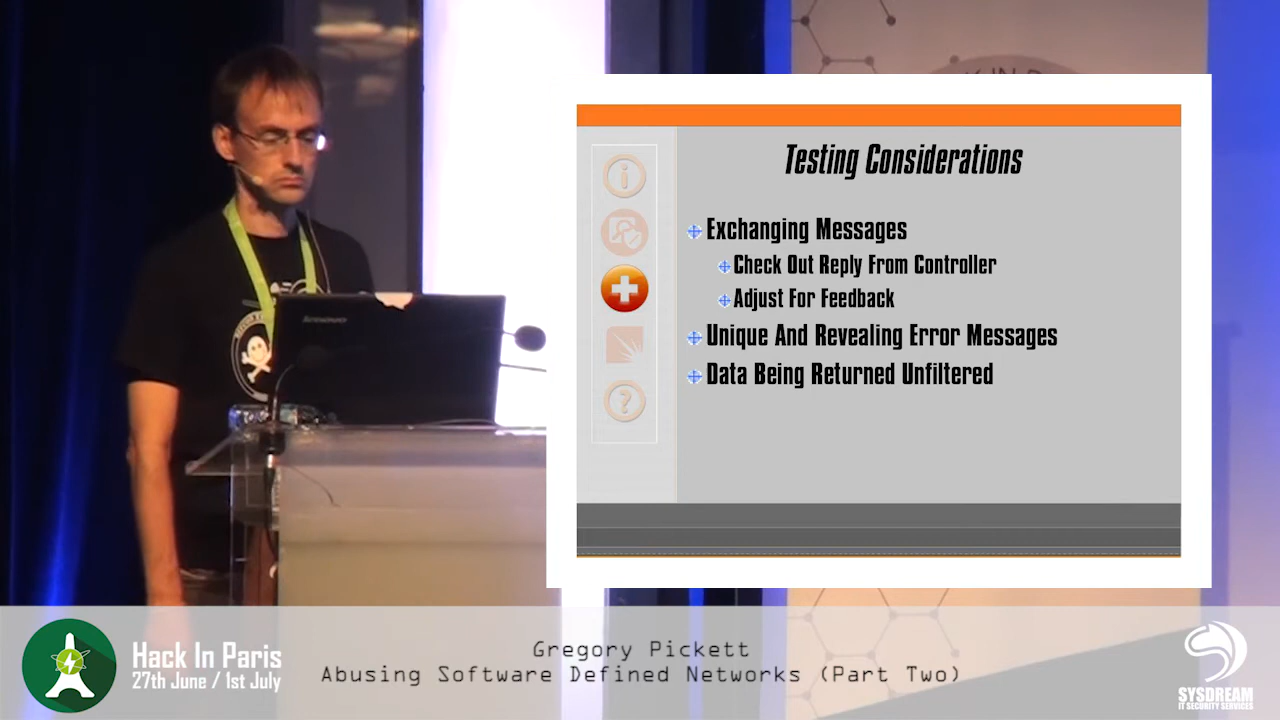 Testing Considerations
Exchanging Messages
Check Out Reply From Controller
Adjust For Feedback
Unique And Revealing Error Messages
Data Being Returned Unfiltered
lenovo
Hack In Paris
27th June / 1st July
Gregory Pickett
Abusing Software Defined Networks (Part Two)
SYSDREAM
IT SECURITY SERVICES